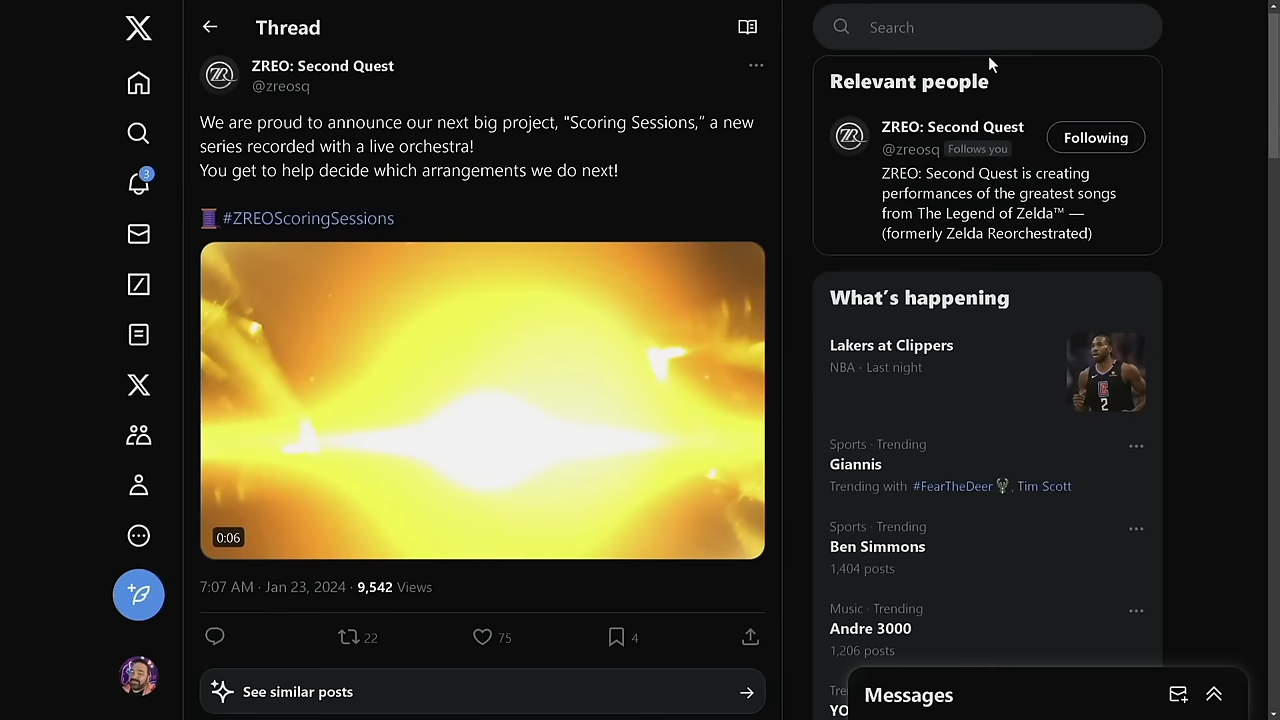 Thread
ZREO: Second Quest
@zreosq
We are proud to announce our next big project, "Scoring Sessions,” a new
series recorded with a live orchestra!
You get to help decide which arrangements we do next!
#ZREOScoringSessions
0:06
7:07 AM · Jan 23, 2024 · 9,542 Views
22
75
4
See similar posts
3
Search
Relevant people
ZREO: Second Quest
@zreosq Follows you
Following
ZREO: Second Quest is creating
performances of the greatest songs
from The Legend of Zelda™ —
(formerly Zelda Reorchestrated)
What’s happening
Lakers at Clippers
NBA · Last night
Sports · Trending
Giannis
Trending with #FearTheDeer, Tim Scott
Sports · Trending
Ben Simmons
1,404 posts
Music · Trending
Andre 3000
1,206 posts
Messages